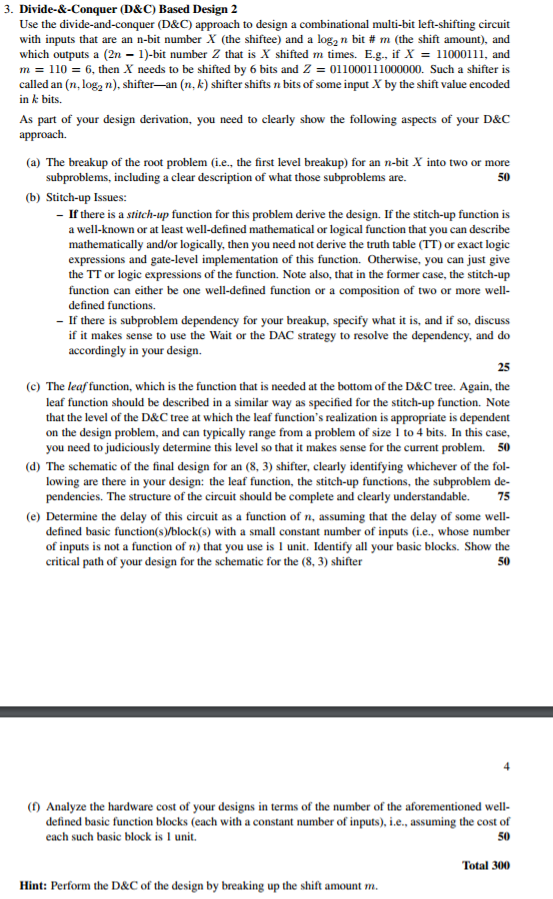 3. Divide-&-Conquer (D&C) Based Design 2
Use the divide-and-conquer (D&C) approach to design a combinational multi-bit left-shifting circuit
with inputs that are an n-bit number X (the shiftee) and a log₂ n bit # m (the shift amount), and
which outputs a (2n − 1)-bit number Z that is X shifted m times. E.g., if X = 11000111, and
m = 110 = 6, then X needs to be shifted by 6 bits and Z = 011000111000000. Such a shifter is
called an (n, log₂ n), shifter—an (n, k) shifter shifts n bits of some input X by the shift value encoded
in k bits.
As part of your design derivation, you need to clearly show the following aspects of your D&C
approach.
(a) The breakup of the root problem (i.e., the first level breakup) for an n-bit X into two or more
subproblems, including a clear description of what those subproblems are. 50
(b) Stitch-up Issues:
– If there is a stitch-up function for this problem derive the design. If the stitch-up function is
a well-known or at least well-defined mathematical or logical function that you can describe
mathematically and/or logically, then you need not derive the truth table (TT) or exact logic
expressions and gate-level implementation of this function. Otherwise, you can just give
the TT or logic expressions of the function. Note also, that in the former case, the stitch-up
function can either be one well-defined function or a composition of two or more well-
defined functions.
– If there is subproblem dependency for your breakup, specify what it is, and if so, discuss
if it makes sense to use the Wait or the DAC strategy to resolve the dependency, and do
accordingly in your design.
25
(c) The leaf function, which is the function that is needed at the bottom of the D&C tree. Again, the
leaf function should be described in a similar way as specified for the stitch-up function. Note
that the level of the D&C tree at which the leaf function's realization is appropriate is dependent
on the design problem, and can typically range from a problem of size 1 to 4 bits. In this case,
you need to judiciously determine this level so that it makes sense for the current problem. 50
(d) The schematic of the final design for an (8, 3) shifter, clearly identifying whichever of the fol-
lowing are there in your design: the leaf function, the stitch-up functions, the subproblem de-
pendencies. The structure of the circuit should be complete and clearly understandable. 75
(e) Determine the delay of this circuit as a function of n, assuming that the delay of some well-
defined basic function(s)/block(s) with a small constant number of inputs (i.e., whose number
of inputs is not a function of n) that you use is 1 unit. Identify all your basic blocks. Show the
critical path of your design for the schematic for the (8, 3) shifter 50
4
(f) Analyze the hardware cost of your designs in terms of the number of the aforementioned well-
defined basic function blocks (each with a constant number of inputs), i.e., assuming the cost of
each such basic block is 1 unit. 50
Total 300
Hint: Perform the D&C of the design by breaking up the shift amount m.